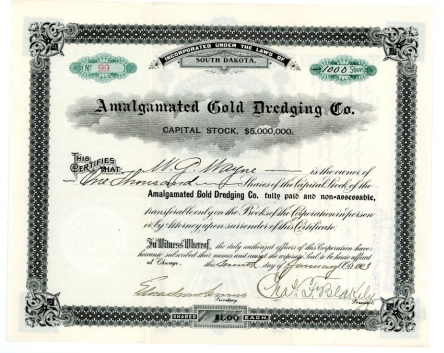 INCORPORATED UNDER THE LAWS OF
SOUTH DAKOTA.
No 99
1000 Shares
Amalgamated Gold Dredging Co.
CAPITAL STOCK, $5,000,000.
THIS CERTIFIES THAT W. P. Wayne is the owner of
One Thousand Shares of the Capital Stock of the
Amalgamated Gold Dredging Co. fully paid and non-assessable,
transferable only on the Books of the Corporation in person
or by Attorney upon surrender of this Certificate.
In Witness Whereof, the duly authorized officers of this Corporation have
hereunto subscribed their names and caused the corporate Seal to be hereto affixed
at Chicago, this day of January A.D. 1903
Chas. F. Blakely
Secretary.
President.
SHARES $1.00 EACH